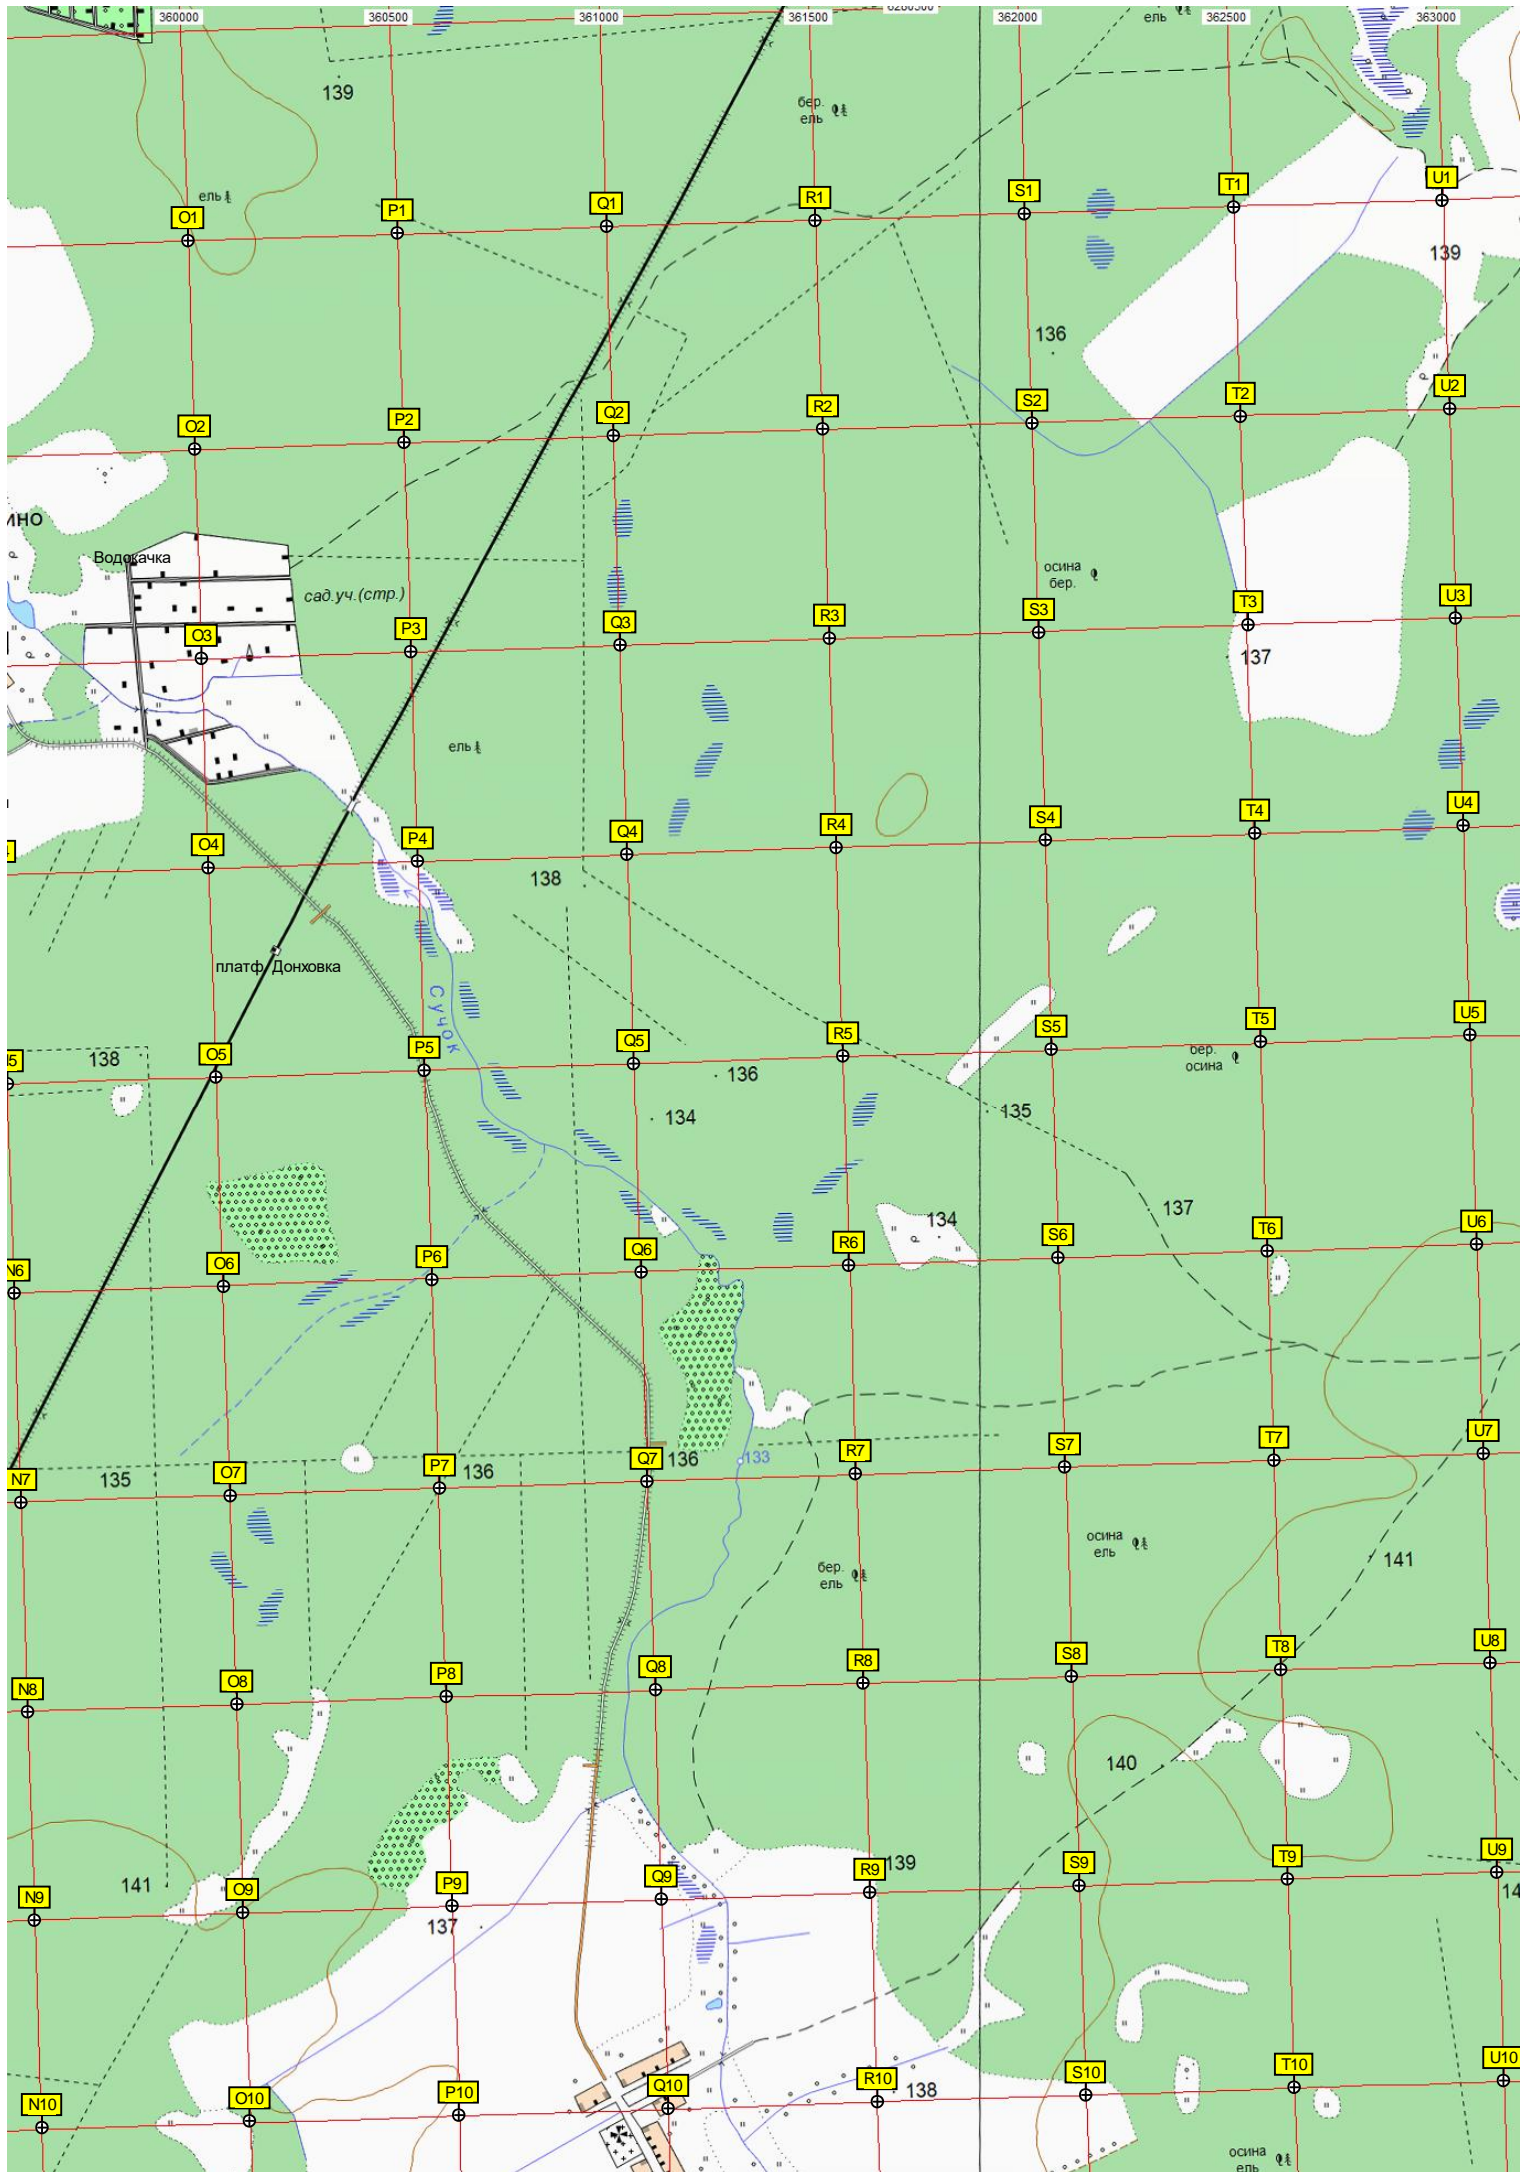 360000 360500 361000 361500 6280500 362000 362500 363000
ель
139
бер.
ель
ель
O1 P1 Q1 R1 S1 T1 U1
139
136
O2 P2 Q2 R2 S2 T2 U2
ино
Водокачка
сад.уч.(стр.)
осина
бер.
O3 P3 Q3 R3 S3 T3 U3
137
ель
O4 P4 Q4 R4 S4 T4 U4
138
платф. Донховка
Сучок
138
5 O5 P5 Q5 R5 S5 T5 U5
бер.
осина
136
134
135
137
134
N6 O6 P6 Q6 R6 S6 T6 U6
N7 O7 P7 Q7 R7 S7 T7 U7
135
136
136
133
осина
ель
141
бер.
ель
N8 O8 P8 Q8 R8 S8 T8 U8
140
139
141
N9 O9 P9 Q9 R9 S9 T9 U9
14
137
N10 O10 P10 Q10 R10 S10 T10 U10
138
осина
ель